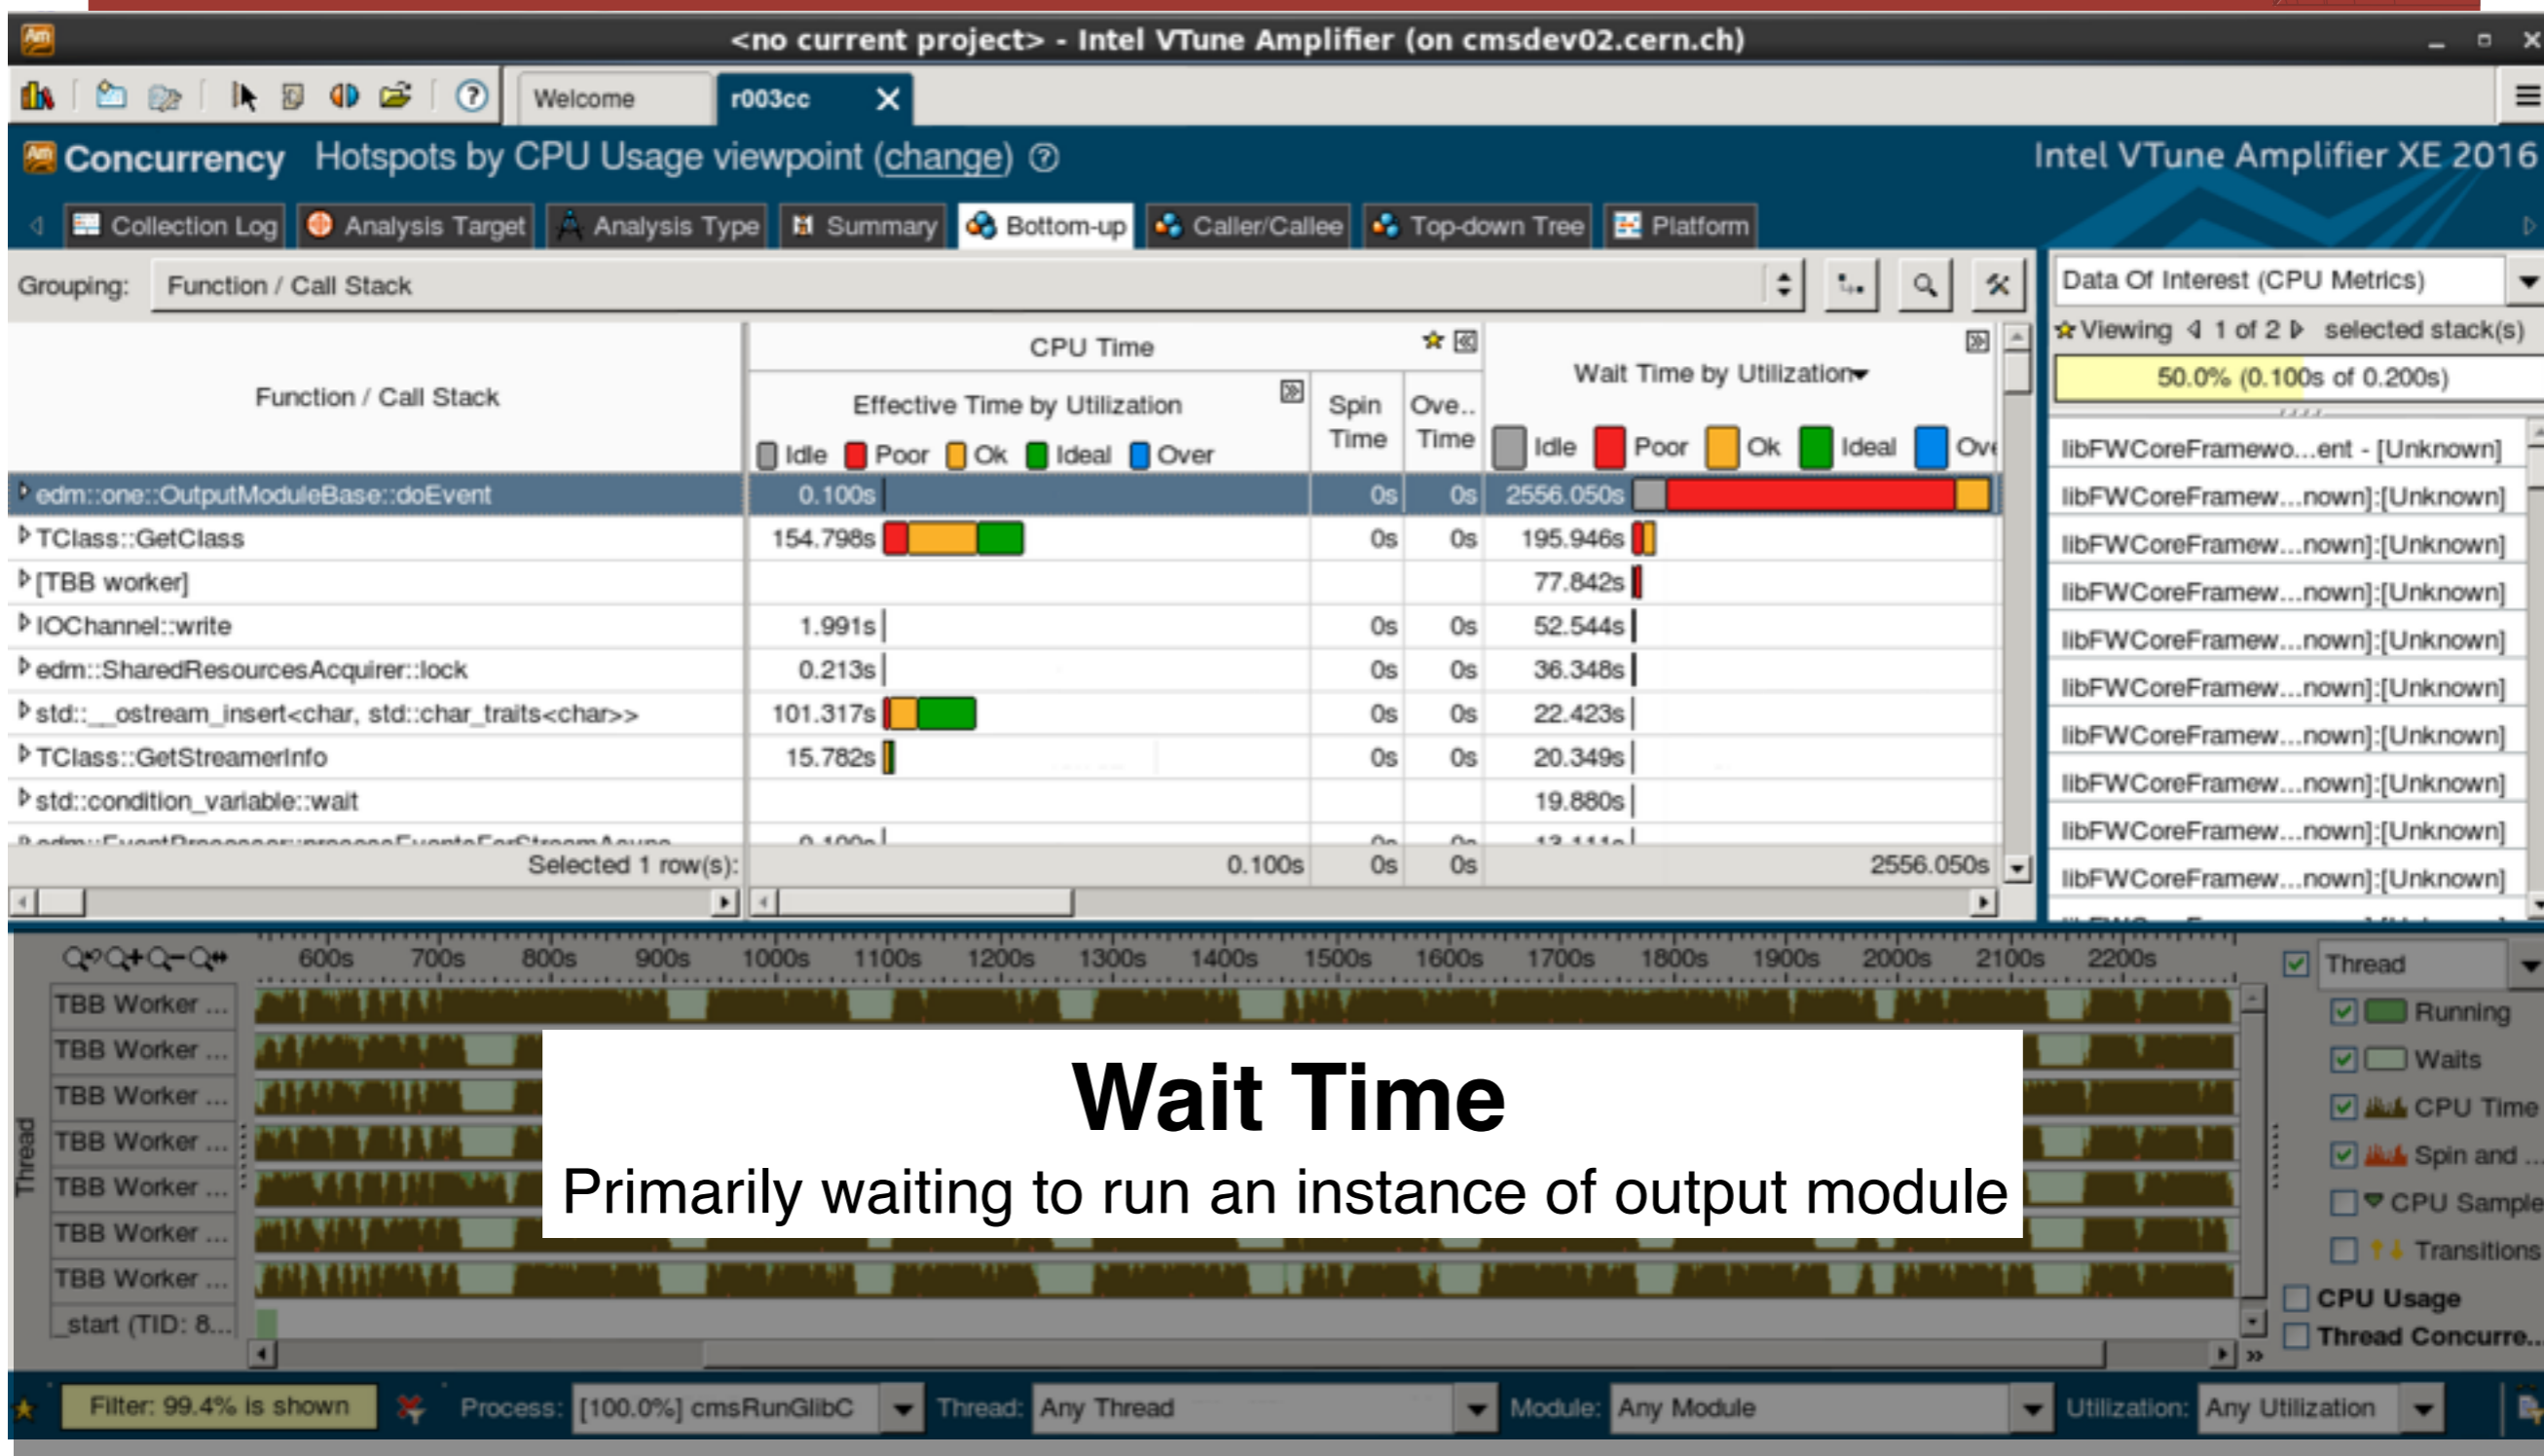 <no current project> - Intel VTune Amplifier (on cmsdev02.cern.ch)
Welcome r003cc
Concurrency Hotspots by CPU Usage viewpoint (change)
Intel VTune Amplifier XE 2016
Collection Log Analysis Target Analysis Type Summary Bottom-up Caller/Callee Top-down Tree Platform
Grouping: Function / Call Stack
Data Of Interest (CPU Metrics)
Viewing 1 of 2 selected stack(s)
50.0% (0.100s of 0.200s)
Function / Call Stack
CPU Time
Effective Time by Utilization
Idle Poor Ok Ideal Over
Spin Time
Ove.. Time
Wait Time by Utilization
Idle Poor Ok Ideal Ove
edm::one::OutputModuleBase::doEvent 0.100s 0s 0s 2556.050s
TClass::GetClass 154.798s 0s 0s 195.946s
[TBB worker] 77.842s
IOChannel::write 1.991s 0s 0s 52.544s
edm::SharedResourcesAcquirer::lock 0.213s 0s 0s 36.348s
std::__ostream_insert<char, std::char_traits<char>> 101.317s 0s 0s 22.423s
TClass::GetStreamerInfo 15.782s 0s 0s 20.349s
std::condition_variable::wait 19.880s
Selected 1 row(s): 0.100s 0s 0s 2556.050s
libFWCoreFramewo...ent - [Unknown]
libFWCoreFramew...nown]:[Unknown]
libFWCoreFramew...nown]:[Unknown]
libFWCoreFramew...nown]:[Unknown]
libFWCoreFramew...nown]:[Unknown]
libFWCoreFramew...nown]:[Unknown]
libFWCoreFramew...nown]:[Unknown]
libFWCoreFramew...nown]:[Unknown]
libFWCoreFramew...nown]:[Unknown]
libFWCoreFramew...nown]:[Unknown]
600s 700s 800s 900s 1000s 1100s 1200s 1300s 1400s 1500s 1600s 1700s 1800s 1900s 2000s 2100s 2200s
Thread
TBB Worker ...
TBB Worker ...
TBB Worker ...
TBB Worker ...
TBB Worker ...
TBB Worker ...
TBB Worker ...
_start (TID: 8...
Wait Time
Primarily waiting to run an instance of output module
Thread
Running
Waits
CPU Time
Spin and ...
CPU Sample
Transitions
CPU Usage
Thread Concurre...
Filter: 99.4% is shown Process: [100.0%] cmsRunGlibC Thread: Any Thread Module: Any Module Utilization: Any Utilization